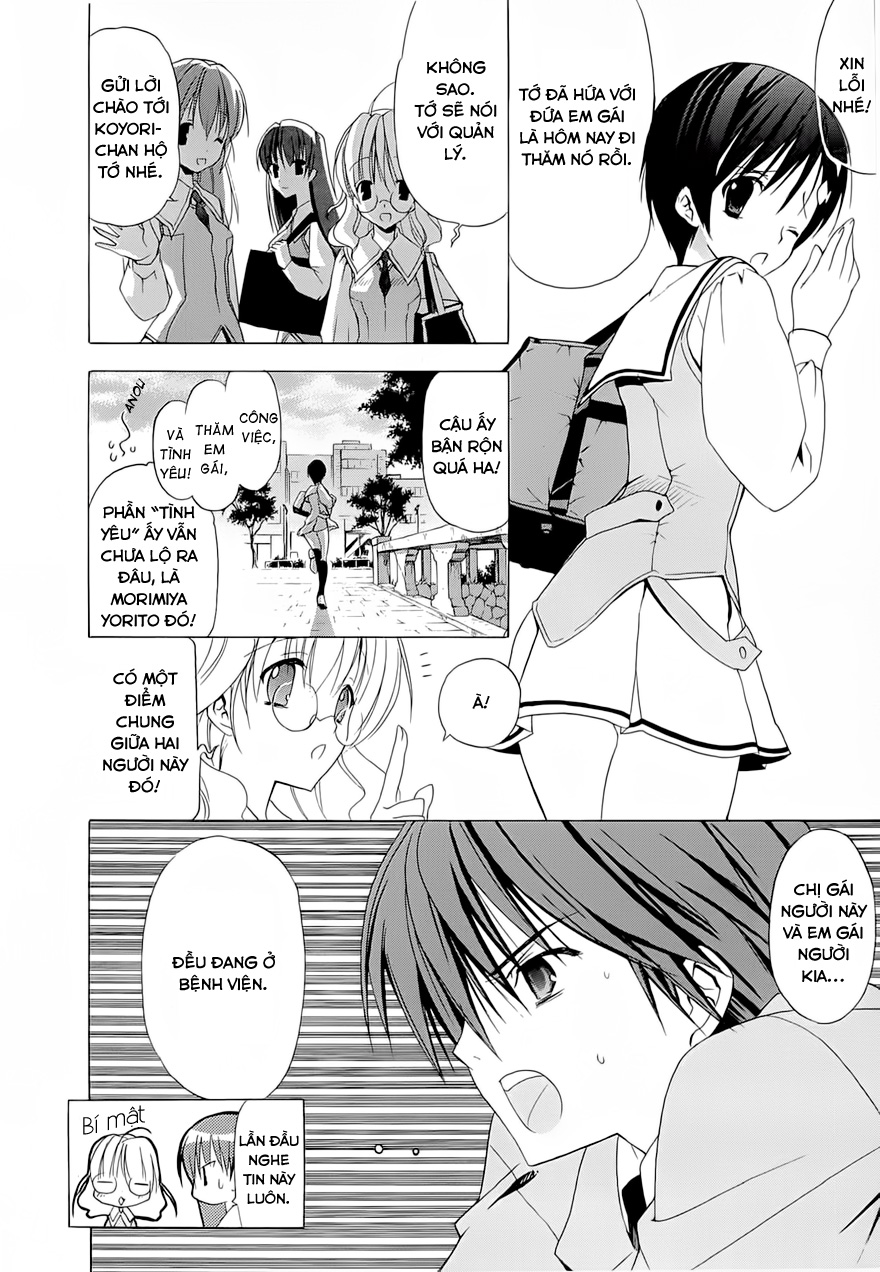 XIN
LỖI
NHÉ!
TỚ ĐÃ HỨA VỚI
ĐỨA EM GÁI
LÀ HÔM NAY ĐI
THĂM NÓ RỒI.
KHÔNG
SAO.
TỚ SẼ NÓI
VỚI QUẢN
LÝ.
GỬI LỜI
CHÀO TỚI
KOYORI-
CHAN HỘ
TỚ NHÉ.
CẬU ẤY
BẬN RỘN
QUÁ HA!
CÔNG
VIỆC,
THĂM
EM
GÁI,
VÀ
TÌNH
YÊU!
ANOU
PHẦN “TÌNH
YÊU” ẤY VẪN
CHƯA LỘ RA
ĐÂU, LÀ
MORIMIYA
YORITO ĐÓ!
À!
CÓ MỘT
ĐIỂM
CHUNG
GIỮA HAI
NGƯỜI NÀY
ĐÓ!
CHỊ GÁI
NGƯỜI NÀY
VÀ EM GÁI
NGƯỜI
KIA...
ĐỀU ĐANG Ở
BỆNH VIỆN.
Bí mật
LẦN ĐẦU
NGHE
TIN NÀY
LUÔN.